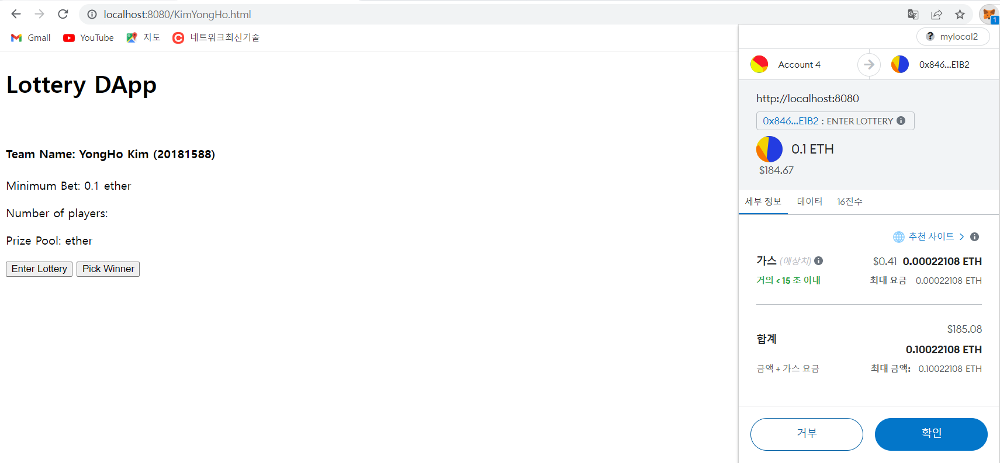 localhost:8080/KimYongHo.html
1
Gmail YouTube 지도 네트워크최신기술
Lottery DApp
Team Name: YongHo Kim (20181588)
Minimum Bet: 0.1 ether
Number of players:
Prize Pool: ether
Enter Lottery Pick Winner
? mylocal2
Account 4 0x846...E1B2
http://localhost:8080
0x846...E1B2 : ENTER LOTTERY
0.1 ETH
$184.67
세부 정보 데이터 16진수
추천 사이트 >
가스 (예상치) $0.41 0.00022108 ETH
거의 < 15 초 이내 최대 요금 0.00022108 ETH
$185.08
합계
0.10022108 ETH
금액 + 가스 요금 최대 금액: 0.10022108 ETH
거부 확인